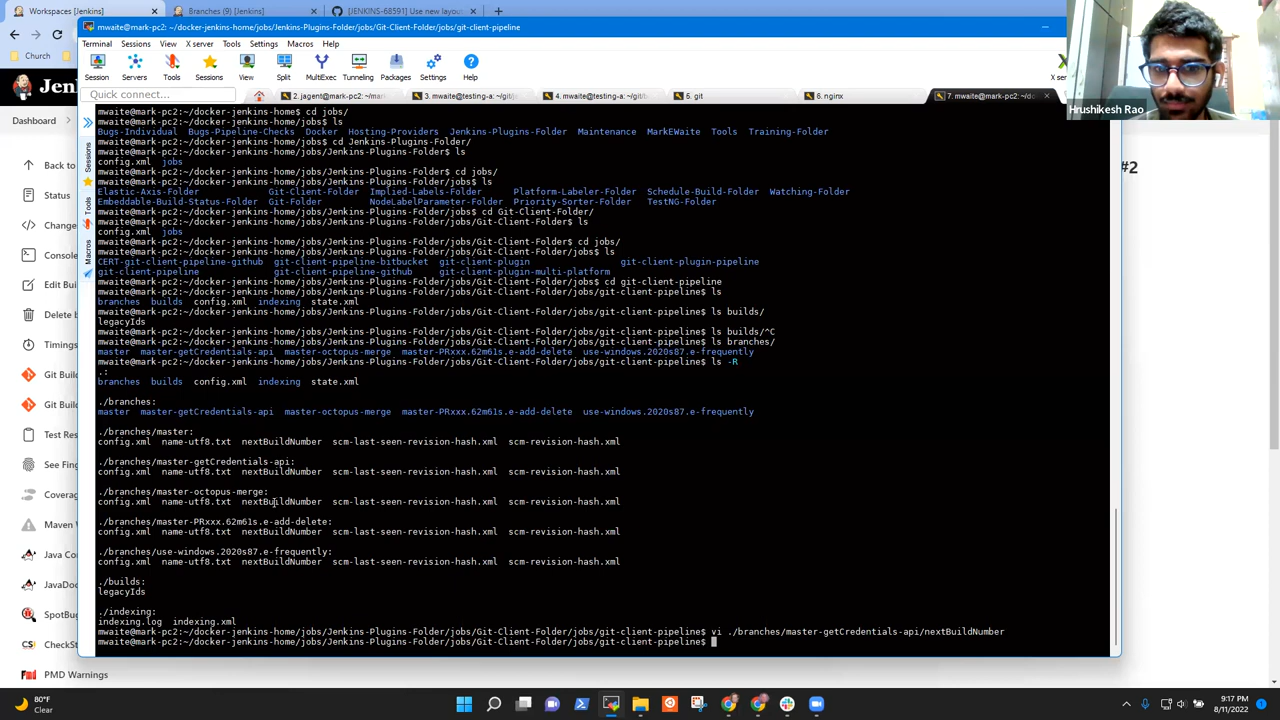 Workspaces [Jenkins]
Branches (3)
[JENKINS-68591] Use new layout
mwaite@mark-pc2: ~/docker-jenkins-home/jobs/Jenkins-Plugins-Folder/jobs/Git-Client-Folder/jobs/git-client-pipeline
Church
Terminal Sessions View X server Tools Settings Macros Help
Session Servers Tools Sessions View Split MultiExec Tunneling Packages Settings Help
X se
Quick connect...
2. jagent@mark-pc2: ~/mar
3. mwaite@testing-a: ~/git/j
4. mwaite@testing-a: ~/git/b
5. git
6. nginx
7. mwaite@mark-pc2: ~/do
Hrushikesh Rao
Jen
Dashboard
Back to
Status
Change
Console
Edit Bui
Delete b
Timings
Git Build
Git Build
Test Res
See Fing
Coverag
Maven W
Java Con
JavaDoc
SpotBug
CheckSt
PMD Warnings
#2
Sessions
Tools
Macros
mwaite@mark-pc2:~/docker-jenkins-home$ cd jobs/
mwaite@mark-pc2:~/docker-jenkins-home/jobs$ ls
Bugs-Individual Bugs-Pipeline-Checks Docker Hosting-Providers Jenkins-Plugins-Folder Maintenance MarkEWaite Tools Training-Folder
mwaite@mark-pc2:~/docker-jenkins-home/jobs$ cd Jenkins-Plugins-Folder/
mwaite@mark-pc2:~/docker-jenkins-home/jobs/Jenkins-Plugins-Folder$ ls
config.xml jobs
mwaite@mark-pc2:~/docker-jenkins-home/jobs/Jenkins-Plugins-Folder$ cd jobs/
mwaite@mark-pc2:~/docker-jenkins-home/jobs/Jenkins-Plugins-Folder/jobs$ ls
Elastic-Axis-Folder Git-Client-Folder Implied-Labels-Folder Platform-Labeler-Folder Schedule-Build-Folder Watching-Folder
Embeddable-Build-Status-Folder Git-Folder NodeLabelParameter-Folder Priority-Sorter-Folder TestNG-Folder
mwaite@mark-pc2:~/docker-jenkins-home/jobs/Jenkins-Plugins-Folder/jobs$ cd Git-Client-Folder/
mwaite@mark-pc2:~/docker-jenkins-home/jobs/Jenkins-Plugins-Folder/jobs/Git-Client-Folder$ ls
config.xml jobs
mwaite@mark-pc2:~/docker-jenkins-home/jobs/Jenkins-Plugins-Folder/jobs/Git-Client-Folder$ cd jobs/
mwaite@mark-pc2:~/docker-jenkins-home/jobs/Jenkins-Plugins-Folder/jobs/Git-Client-Folder/jobs$ ls
CERT-git-client-pipeline-github git-client-pipeline-bitbucket git-client-plugin git-client-plugin-pipeline
git-client-pipeline git-client-pipeline-github git-client-plugin-multi-platform
mwaite@mark-pc2:~/docker-jenkins-home/jobs/Jenkins-Plugins-Folder/jobs/Git-Client-Folder/jobs$ cd git-client-pipeline
mwaite@mark-pc2:~/docker-jenkins-home/jobs/Jenkins-Plugins-Folder/jobs/Git-Client-Folder/jobs/git-client-pipeline$ ls
branches builds config.xml indexing state.xml
mwaite@mark-pc2:~/docker-jenkins-home/jobs/Jenkins-Plugins-Folder/jobs/Git-Client-Folder/jobs/git-client-pipeline$ ls builds/
legacyIds
mwaite@mark-pc2:~/docker-jenkins-home/jobs/Jenkins-Plugins-Folder/jobs/Git-Client-Folder/jobs/git-client-pipeline$ ls builds/^C
mwaite@mark-pc2:~/docker-jenkins-home/jobs/Jenkins-Plugins-Folder/jobs/Git-Client-Folder/jobs/git-client-pipeline$ ls branches/
master master-getCredentials-api master-octopus-merge master-PRxxx.62m61s.e-add-delete use-windows.2020s87.e-frequently
mwaite@mark-pc2:~/docker-jenkins-home/jobs/Jenkins-Plugins-Folder/jobs/Git-Client-Folder/jobs/git-client-pipeline$ ls -R
.:
branches builds config.xml indexing state.xml
./branches:
master master-getCredentials-api master-octopus-merge master-PRxxx.62m61s.e-add-delete use-windows.2020s87.e-frequently
./branches/master:
config.xml name-utf8.txt nextBuildNumber scm-last-seen-revision-hash.xml scm-revision-hash.xml
./branches/master-getCredentials-api:
config.xml name-utf8.txt nextBuildNumber scm-last-seen-revision-hash.xml scm-revision-hash.xml
./branches/master-octopus-merge:
config.xml name-utf8.txt nextBuildNumber scm-last-seen-revision-hash.xml scm-revision-hash.xml
./branches/master-PRxxx.62m61s.e-add-delete:
config.xml name-utf8.txt nextBuildNumber scm-last-seen-revision-hash.xml scm-revision-hash.xml
./branches/use-windows.2020s87.e-frequently:
config.xml name-utf8.txt nextBuildNumber scm-last-seen-revision-hash.xml scm-revision-hash.xml
./builds:
legacyIds
./indexing:
indexing.log indexing.xml
mwaite@mark-pc2:~/docker-jenkins-home/jobs/Jenkins-Plugins-Folder/jobs/Git-Client-Folder/jobs/git-client-pipeline$ vi ./branches/master-getCredentials-api/nextBuildNumber
mwaite@mark-pc2:~/docker-jenkins-home/jobs/Jenkins-Plugins-Folder/jobs/Git-Client-Folder/jobs/git-client-pipeline$
80°F
Clear
9:17 PM
8/11/2022